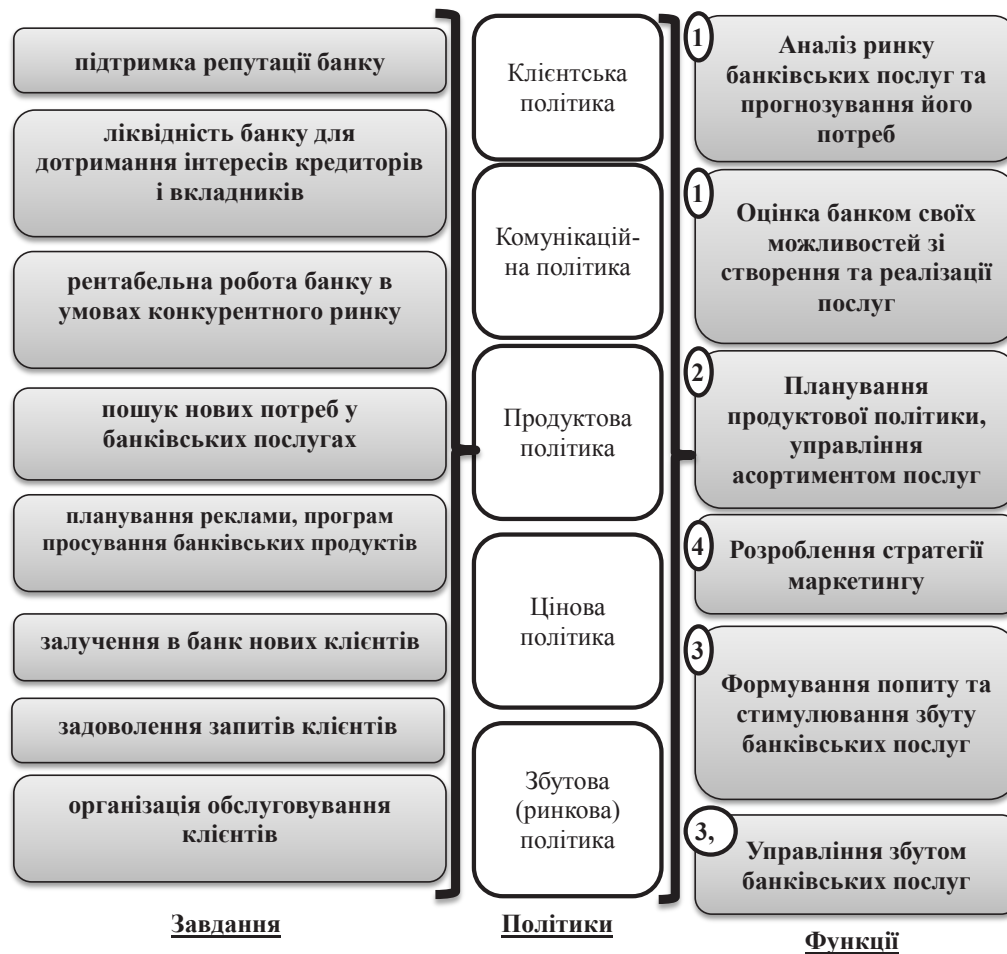 підтримка репутації банку
ліквідність банку для
дотримання інтересів кредиторів
і вкладників
рентабельна робота банку в
умовах конкурентного ринку
пошук нових потреб у
банківських послугах
планування реклами, програм
просування банківських продуктів
залучення в банк нових клієнтів
задоволення запитів клієнтів
організація обслуговування
клієнтів
Завдання
Клієнтська
політика
Комунікацій-
на політика
Продуктова
політика
Цінова
політика
Збутова
(ринкова)
політика
Політики
1
Аналіз ринку
банківських послуг та
прогнозування його
потреб
1
Оцінка банком своїх
можливостей зі
створення та реалізації
послуг
2
Планування
продуктової політики,
управління
асортиментом послуг
4
Розроблення стратегії
маркетингу
3
Формування попиту та
стимулювання збуту
банківських послуг
3,
Управління збутом
банківських послуг
Функції